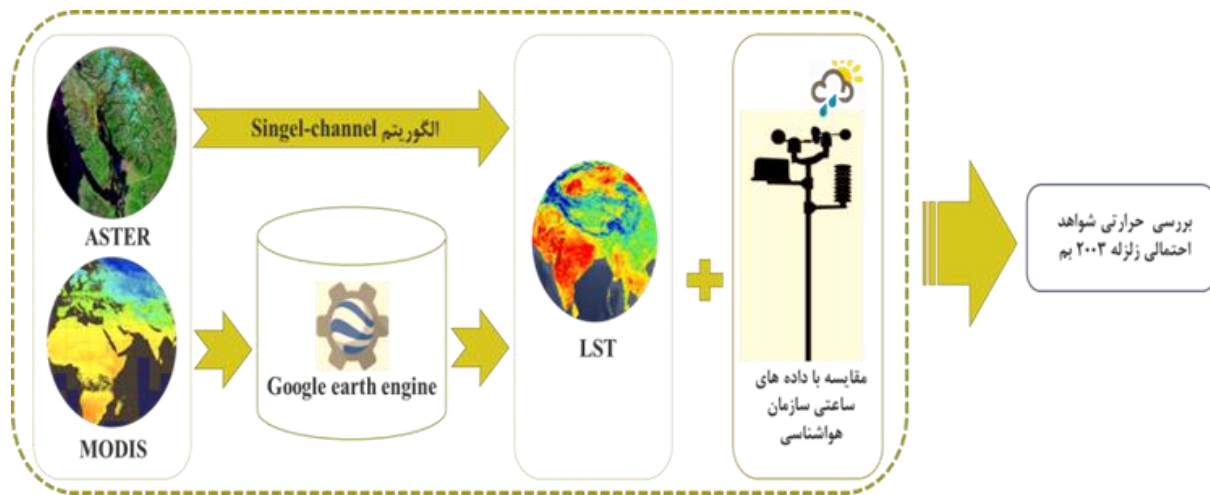 ASTER
MODIS
الگوریتم Singel-channel
Google earth engine
LST
مقایسه با داده های
ساعتی سازمان
هواشناسی
بررسی حرارتی شواهد
احتمالی زلزله ۲۰۰۳ بم